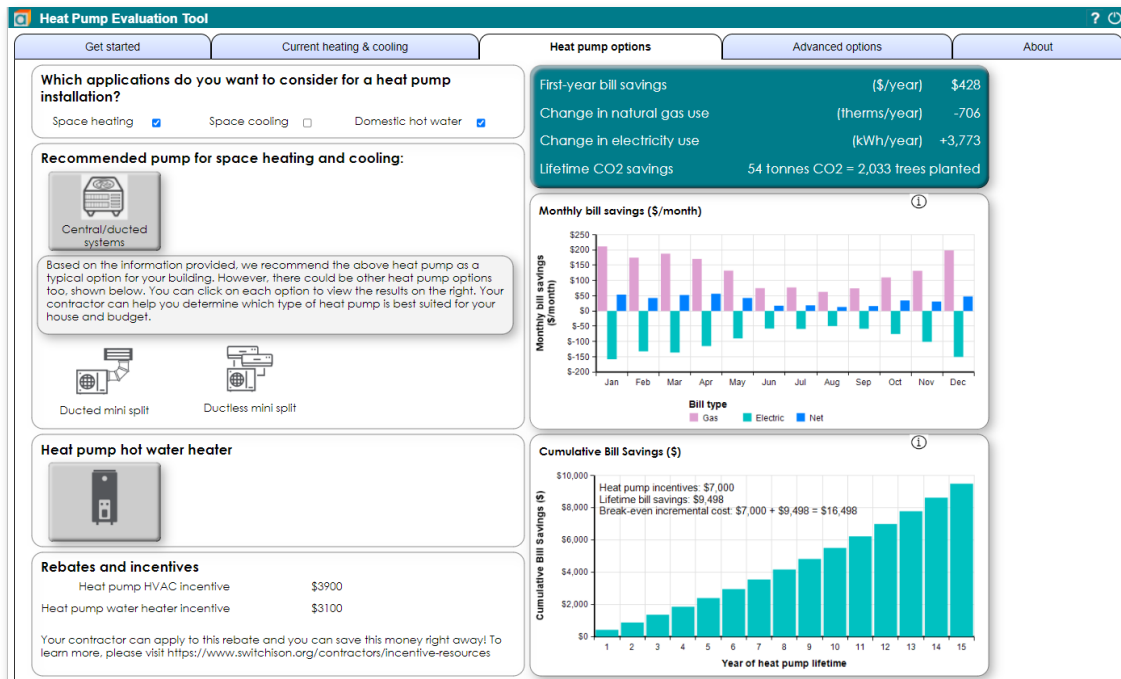 Heat Pump Evaluation Tool
?
Get started
Current heating & cooling
Heat pump options
Advanced options
About
Which applications do you want to consider for a heat pump
installation?
Space heating
Space cooling
Domestic hot water
Recommended pump for space heating and cooling:
Central/ducted
systems
Based on the information provided, we recommend the above heat pump as a
typical option for your building. However, there could be other heat pump options
too, shown below. You can click on each option to view the results on the right. Your
contractor can help you determine which type of heat pump is best suited for your
house and budget.
Ducted mini split
Ductless mini split
Heat pump hot water heater
Rebates and incentives
Heat pump HVAC incentive $3900
Heat pump water heater incentive $3100
Your contractor can apply to this rebate and you can save this money right away! To
learn more, please visit https://www.switchison.org/contractors/incentive-resources
First-year bill savings ($/year) $428
Change in natural gas use (therms/year) -706
Change in electricity use (kWh/year) +3,773
Lifetime CO2 savings 54 tonnes CO2 = 2,033 trees planted
Monthly bill savings ($/month)
i
Monthly bill savings
($/month)
$250
$200
$150
$100
$50
$0
$-50
$-100
$-150
$-200
Jan Feb Mar Apr May Jun Jul Aug Sep Oct Nov Dec
Bill type
Gas Electric Net
Cumulative Bill Savings ($)
i
Cumulative Bill Savings ($)
$10,000
$8,000
$6,000
$4,000
$2,000
$0
Heat pump incentives: $7,000
Lifetime bill savings: $9,498
Break-even incremental cost: $7,000 + $9,498 = $16,498
1 2 3 4 5 6 7 8 9 10 11 12 13 14 15
Year of heat pump lifetime